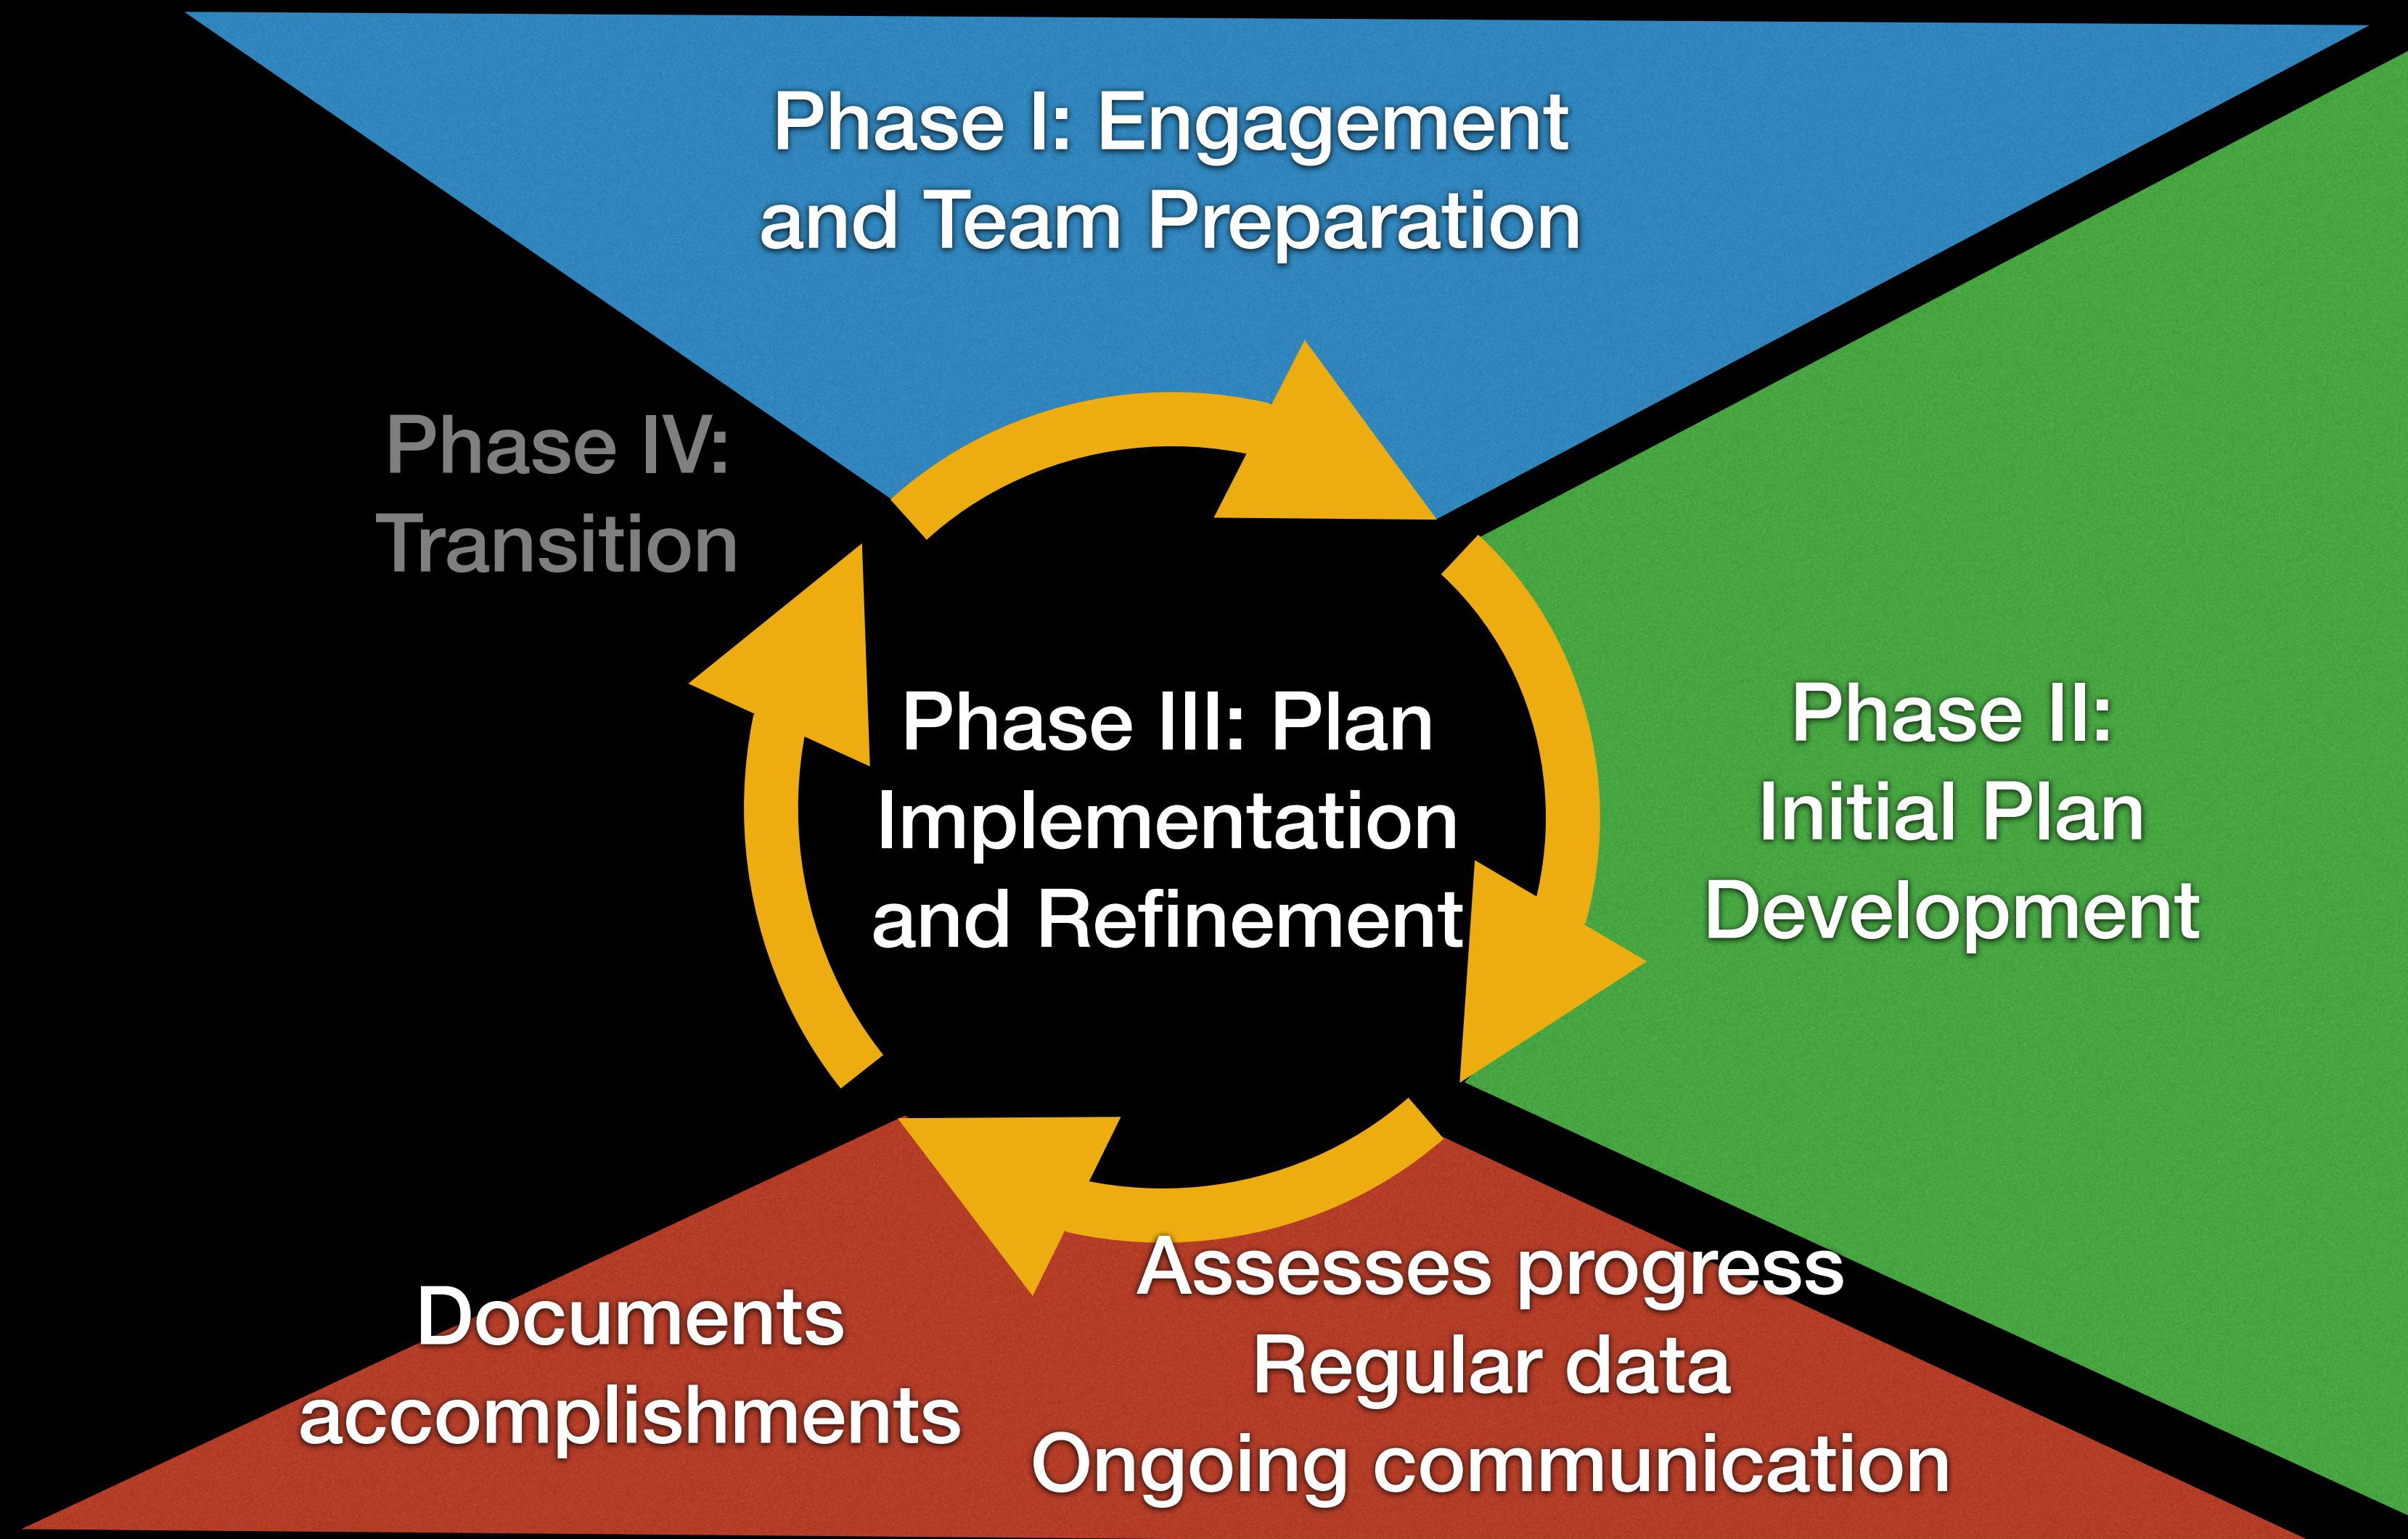 Phase I: Engagement
and Team Preparation
Phase IV:
Transition
Phase III: Plan
Implementation
and Refinement
Phase II:
Initial Plan
Development
Documents
accomplishments
Assesses progress
Regular data
Ongoing communication